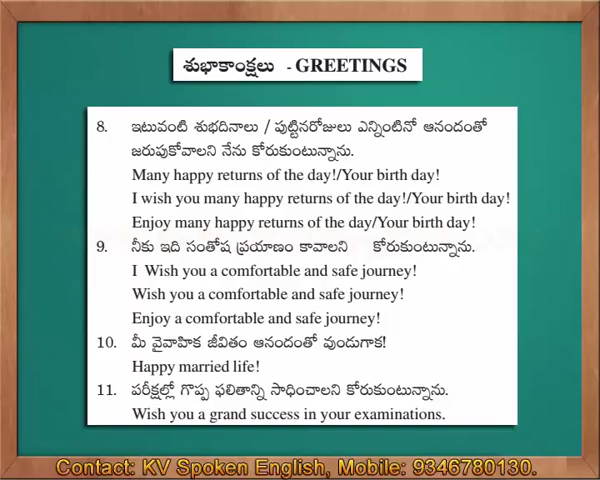 శుభాకాంక్షలు - GREETINGS
8. ఇటువంటి శుభదినాలు / పుట్టినరోజులు ఎన్నింటినో ఆనందంతో
జరుపుకోవాలని నేను కోరుకుంటున్నాను.
Many happy returns of the day!/Your birth day!
I wish you many happy returns of the day!/Your birth day!
Enjoy many happy returns of the day/Your birth day!
9. నీకు ఇది సంతోష ప్రయాణం కావాలని కోరుకుంటున్నాను.
I Wish you a comfortable and safe journey!
Wish you a comfortable and safe journey!
Enjoy a comfortable and safe journey!
10. మీ వైవాహిక జీవితం ఆనందంతో వుండుగాక!
Happy married life!
11. పరీక్షల్లో గొప్ప ఫలితాన్ని సాధించాలని కోరుకుంటున్నాను.
Wish you a grand success in your examinations.
Contact: KV Spoken English, Mobile: 9346780130.